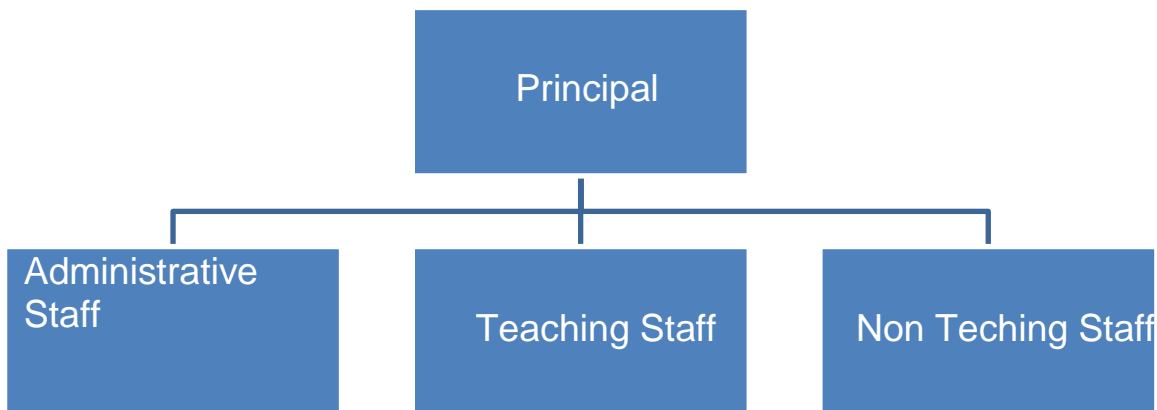 Principal
Administrative
Staff
Teaching Staff
Non Teching Staff